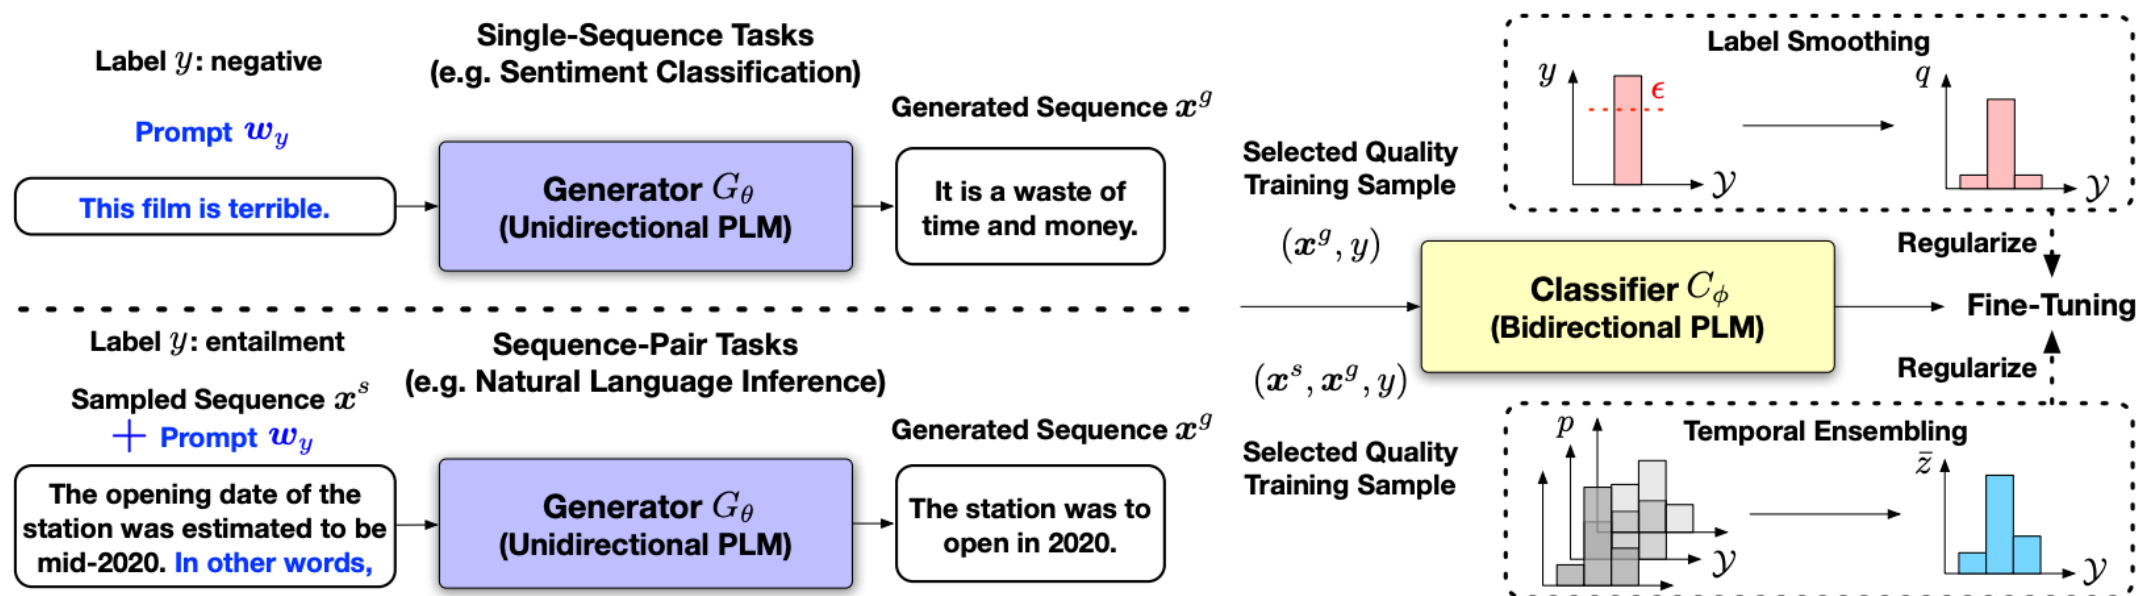 Label y: negative
Prompt w_y
This film is terrible.
Single-Sequence Tasks
(e.g. Sentiment Classification)
Generator G_θ
(Unidirectional PLM)
Generated Sequence x^g
It is a waste of
time and money.
Label y: entailment
Sampled Sequence x^s
+ Prompt w_y
The opening date of the
station was estimated to be
mid-2020. In other words,
Sequence-Pair Tasks
(e.g. Natural Language Inference)
Generator G_θ
(Unidirectional PLM)
Generated Sequence x^g
The station was to
open in 2020.
Selected Quality
Training Sample
(x^g, y)
(x^s, x^g, y)
Selected Quality
Training Sample
Classifier C_ϕ
(Bidirectional PLM)
Label Smoothing
y
ϵ
𝒴
q
𝒴
Regularize
Fine-Tuning
Regularize
Temporal Ensembling
p
𝒴
z̄
𝒴